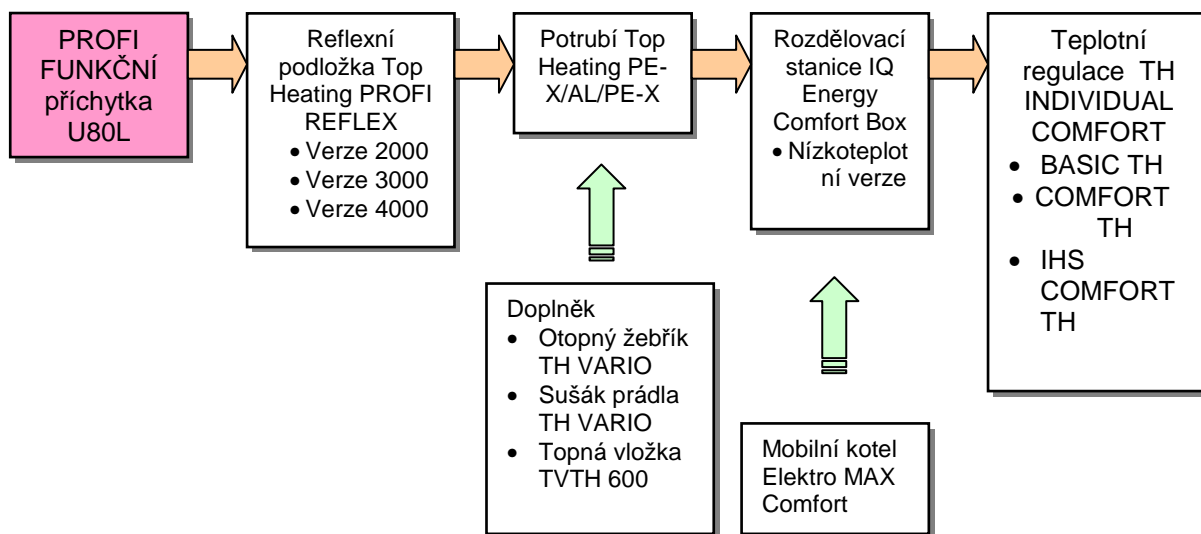 PROFI
FUNKČNÍ
příchytka
U80L
Reflexní
podložka Top
Heating PROFI
REFLEX
• Verze 2000
• Verze 3000
• Verze 4000
Potrubí Top
Heating PE-
X/AL/PE-X
Rozdělovací
stanice IQ
Energy
Comfort Box
• Nízkoteplot
ní verze
Teplotní
regulace TH
INDIVIDUAL
COMFORT
• BASIC TH
• COMFORT
TH
• IHS
COMFORT
TH
Doplněk
• Otopný žebřík
TH VARIO
• Sušák prádla
TH VARIO
• Topná vložka
TVTH 600
Mobilní kotel
Elektro MAX
Comfort